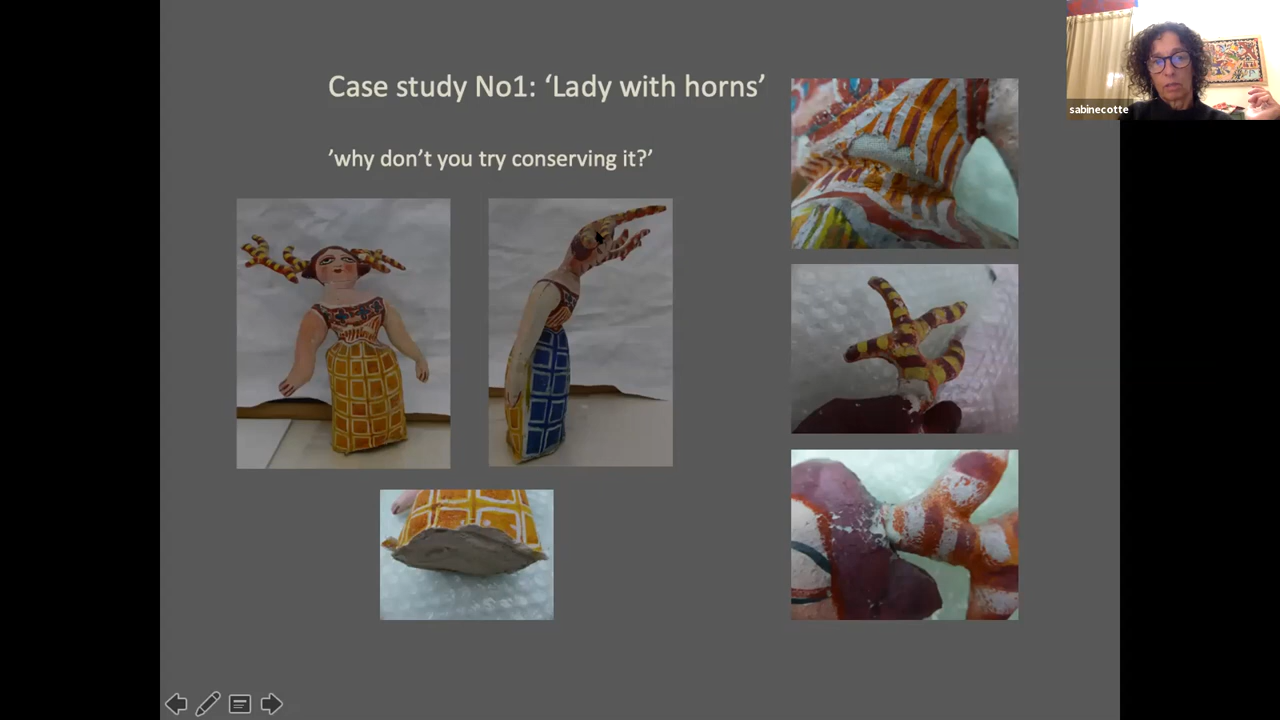 Case study No1: ‘Lady with horns’
’why don’t you try conserving it?’
sabinecotte